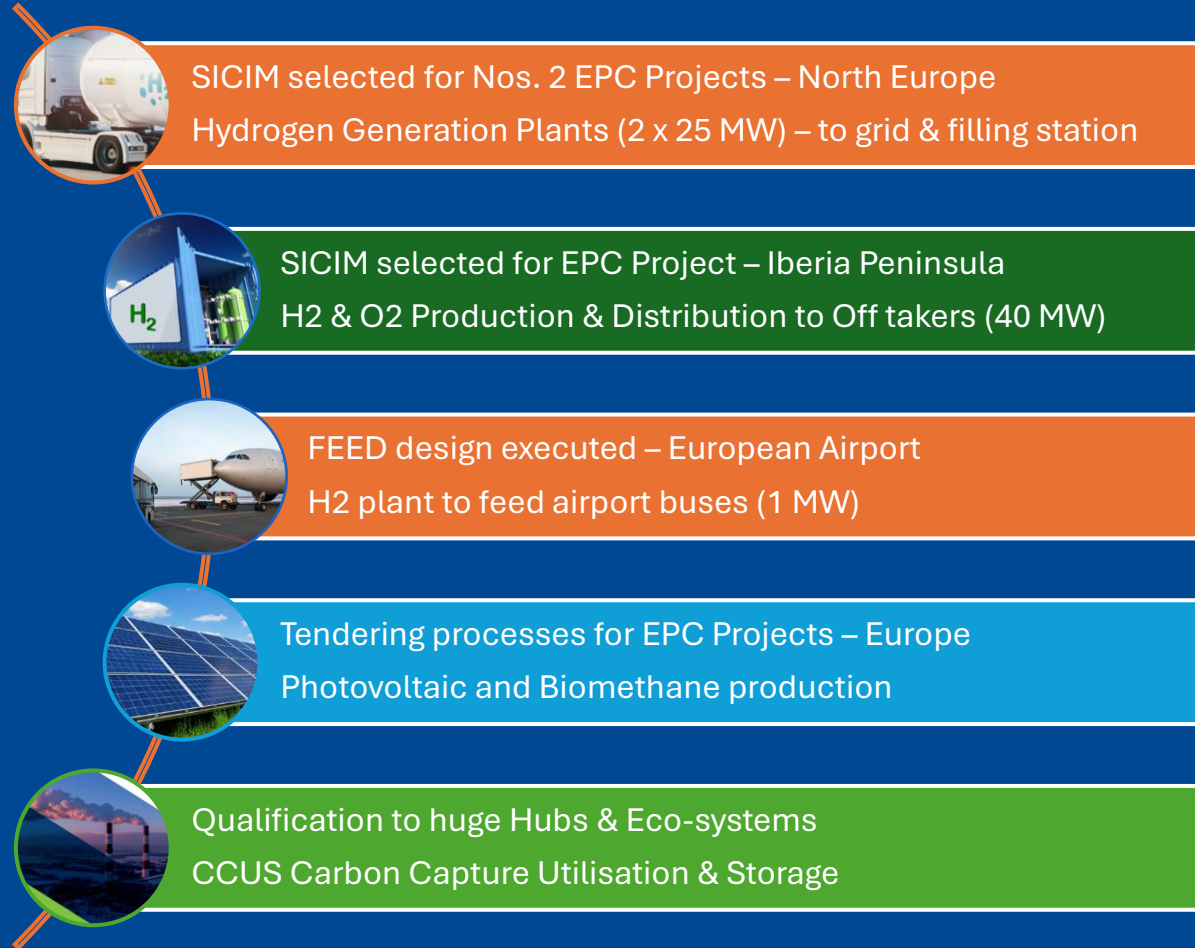 SICIM selected for Nos. 2 EPC Projects – North Europe
Hydrogen Generation Plants (2 x 25 MW) – to grid & filling station
SICIM selected for EPC Project – Iberia Peninsula
H2 & O2 Production & Distribution to Off takers (40 MW)
H₂
FEED design executed – European Airport
H2 plant to feed airport buses (1 MW)
Tendering processes for EPC Projects – Europe
Photovoltaic and Biomethane production
Qualification to huge Hubs & Eco-systems
CCUS Carbon Capture Utilisation & Storage